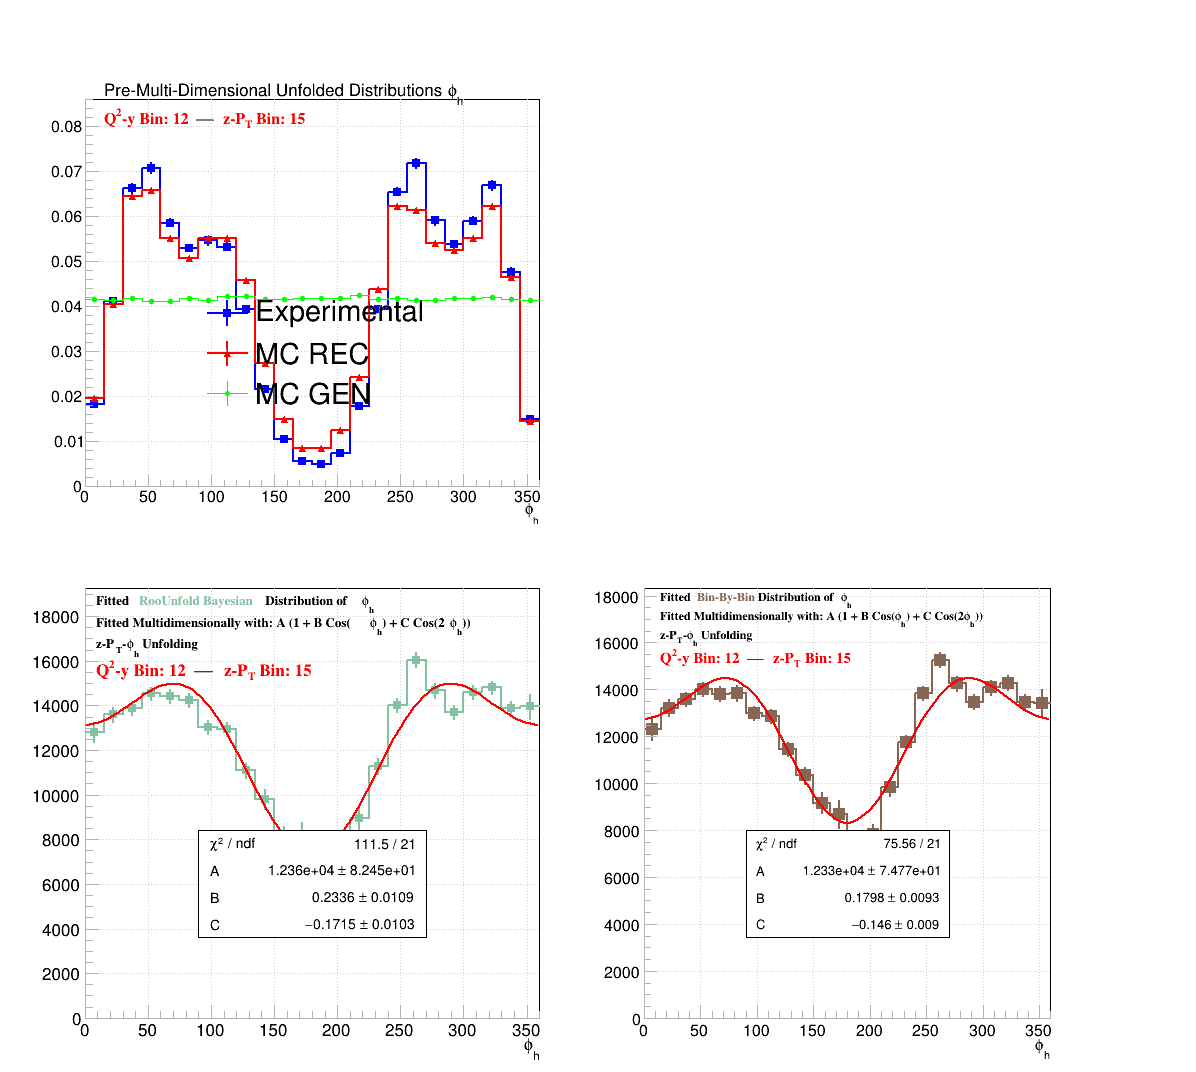 Pre-Multi-Dimensional Unfolded Distributions ϕh
Q2-y Bin: 12 — z-PT Bin: 15
0.08
0.07
0.06
0.05
0.04
0.03
0.02
0.01
0
Experimental
MC REC
MC GEN
0 50 100 150 200 250 300 350
ϕh
Fitted RooUnfold Bayesian Distribution of ϕh
Fitted Multidimensionally with: A (1 + B Cos( ϕh) + C Cos(2 ϕh))
z-PT-ϕh Unfolding
Q2-y Bin: 12 — z-PT Bin: 15
18000
16000
14000
12000
10000
8000
6000
4000
2000
0
χ2 / ndf 111.5 / 21
A 1.236e+04 ± 8.245e+01
B 0.2336 ± 0.0109
C −0.1715 ± 0.0103
0 50 100 150 200 250 300 350
ϕh
Fitted Bin-By-Bin Distribution of ϕh
Fitted Multidimensionally with: A (1 + B Cos(ϕh) + C Cos(2ϕh))
z-PT-ϕh Unfolding
Q2-y Bin: 12 — z-PT Bin: 15
18000
16000
14000
12000
10000
8000
6000
4000
2000
0
χ2 / ndf 75.56 / 21
A 1.233e+04 ± 7.477e+01
B 0.1798 ± 0.0093
C −0.146 ± 0.009
0 50 100 150 200 250 300 350
ϕh